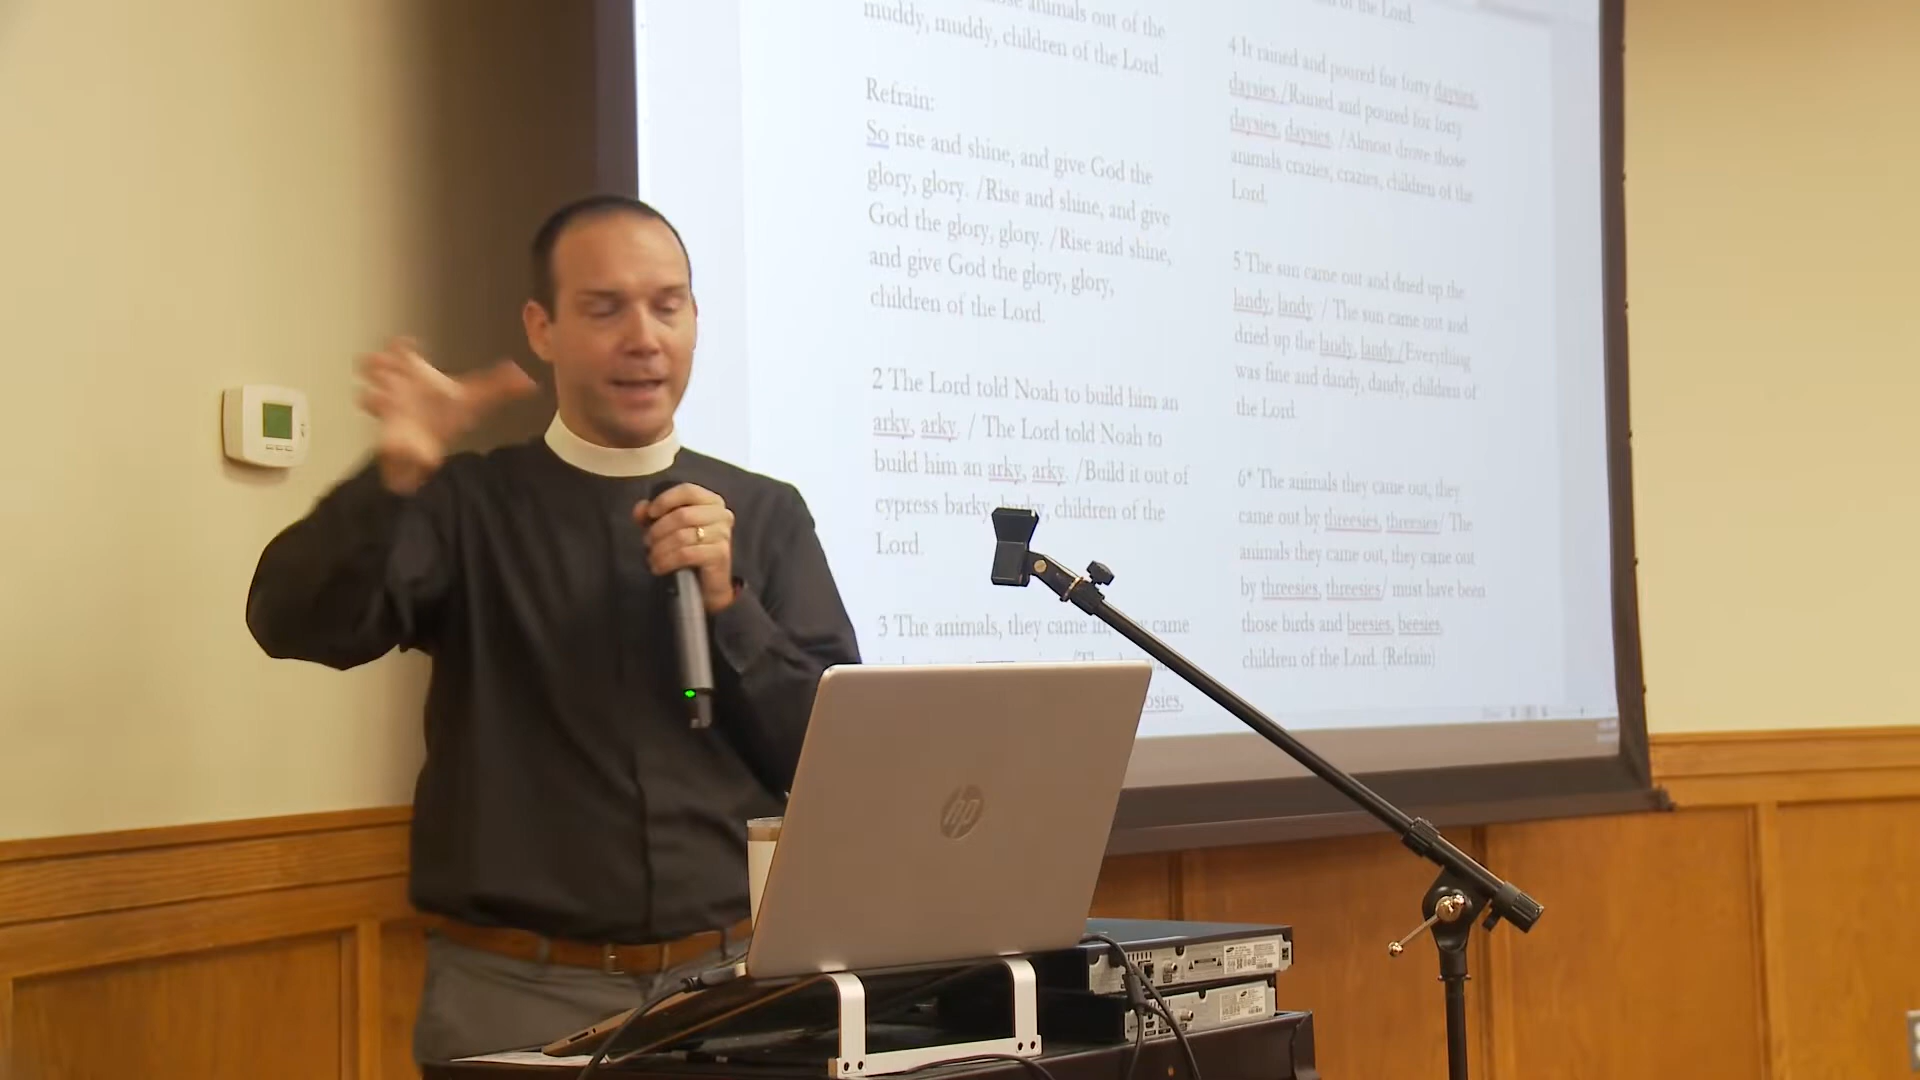 animals out of the
muddy, muddy, children of the Lord.
Refrain:
So rise and shine, and give God the
glory, glory. /Rise and shine, and give
God the glory, glory. /Rise and shine,
and give God the glory, glory,
children of the Lord.
2 The Lord told Noah to build him an
arky, arky. / The Lord told Noah to
build him an arky, arky. /Build it out of
cypress barky, barky, children of the
Lord.
3 The animals, they came in, they came
of the Lord.
4 It rained and poured for forty daysies,
daysies. /Rained and poured for forty
daysies, daysies. /Almost drove those
animals crazies, crazies, children of the
Lord.
5 The sun came out and dried up the
landy, landy / The sun came out and
dried up the landy, landy /Everything
was fine and dandy, dandy, children of
the Lord
6* The animals they came out, they
came out by threesies, threesies/ The
animals they came out, they came out
by threesies, threesies/ must have been
those birds and beesies, beesies,
children of the Lord. (Refrain)
hp